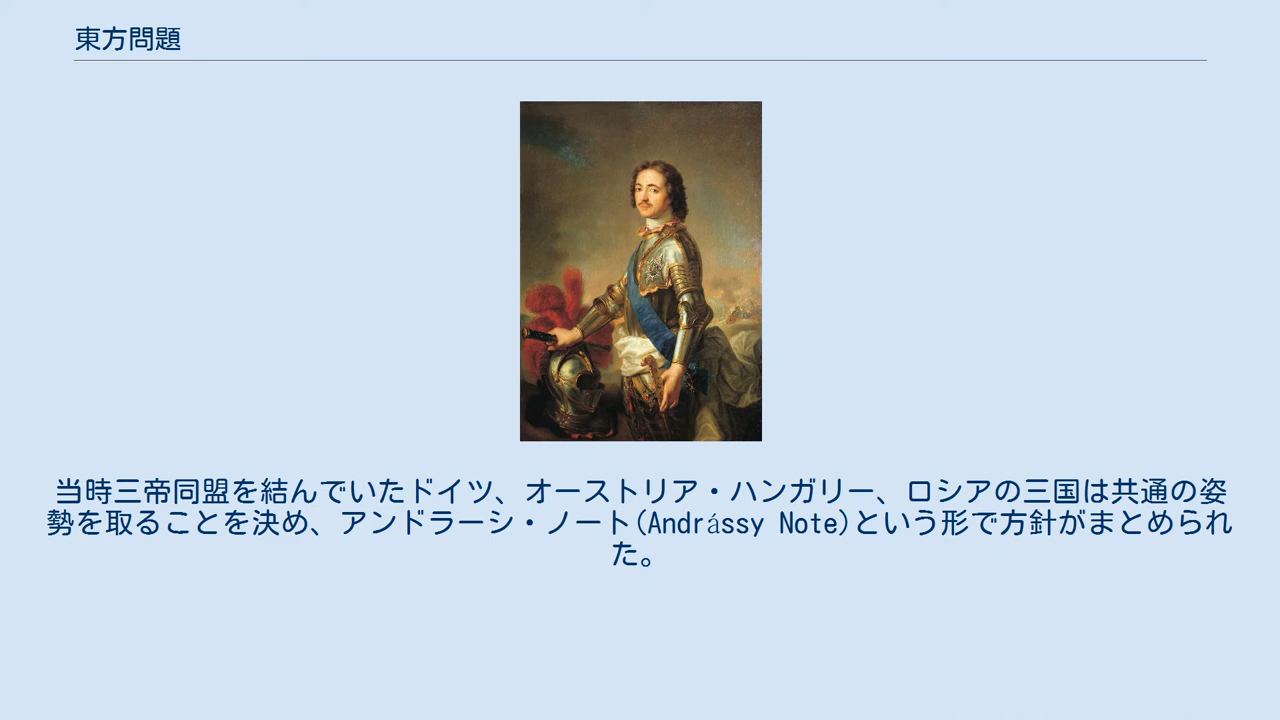 東方問題
当時三帝同盟を結んでいたドイツ、オーストリア・ハンガリー、ロシアの三国は共通の姿
勢を取ることを決め、アンドラーシ・ノート(Andrássy Note)という形で方針がまとめられ
た。